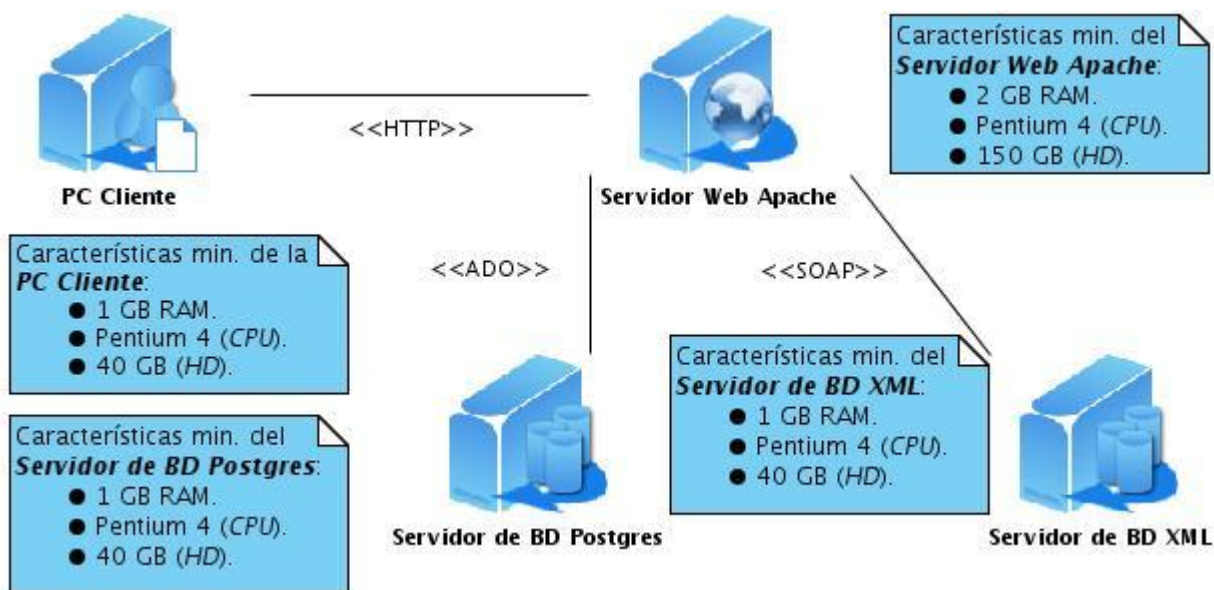 Características min. del
Servidor Web Apache:
● 2 GB RAM.
● Pentium 4 (CPU).
● 150 GB (HD).
<<HTTP>>
PC Cliente
Servidor Web Apache
Características min. de la
PC Cliente:
● 1 GB RAM.
● Pentium 4 (CPU).
● 40 GB (HD).
<<ADO>>
<<SOAP>>
Características min. del
Servidor de BD XML:
● 1 GB RAM.
● Pentium 4 (CPU).
● 40 GB (HD).
Características min. del
Servidor de BD Postgres:
● 1 GB RAM.
● Pentium 4 (CPU).
● 40 GB (HD).
Servidor de BD Postgres
Servidor de BD XML